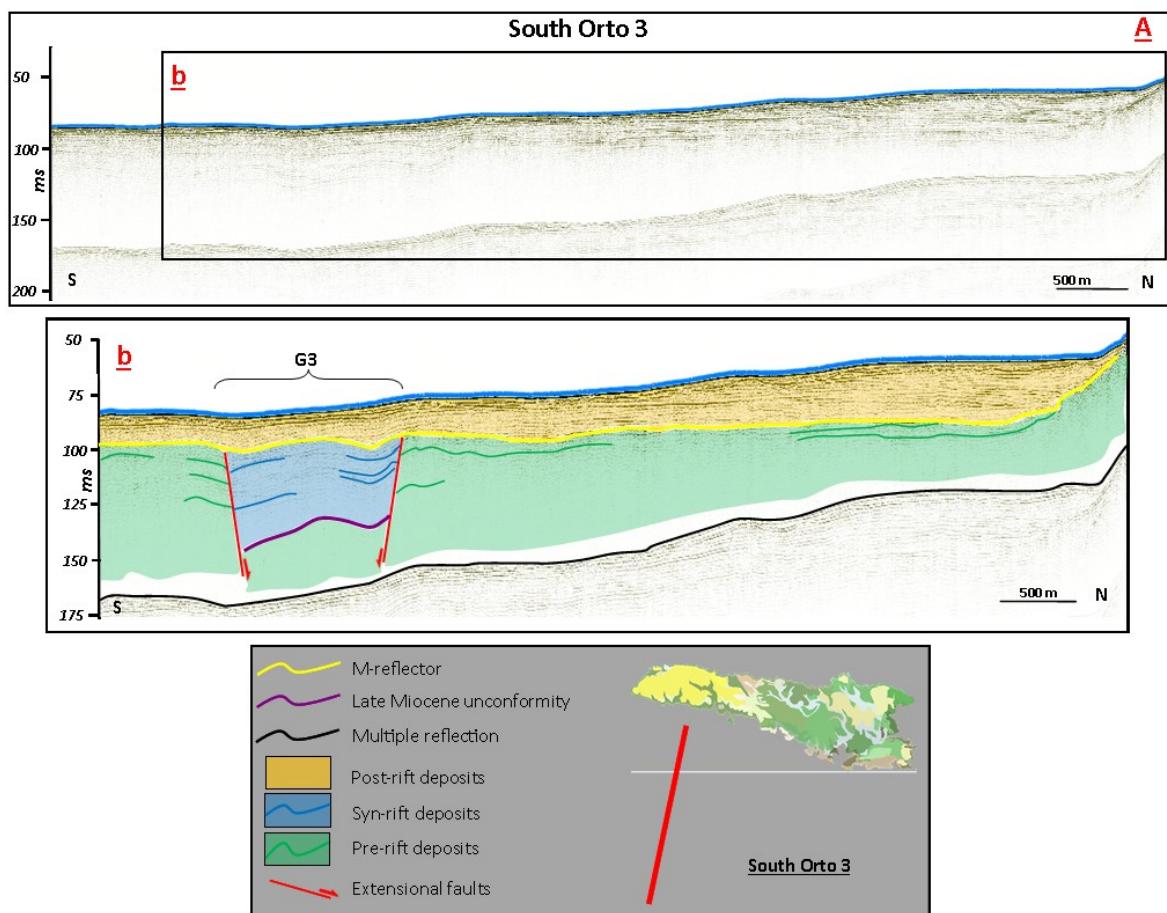 South Orto 3
A
50
b
100
ms
150
S
500 m
N
200
50
b
G3
75
100
ms
125
150
500 m
S
N
175
M-reflector
Late Miocene unconformity
Multiple reflection
Post-rift deposits
Syn-rift deposits
Pre-rift deposits
South Orto 3
Extensional faults